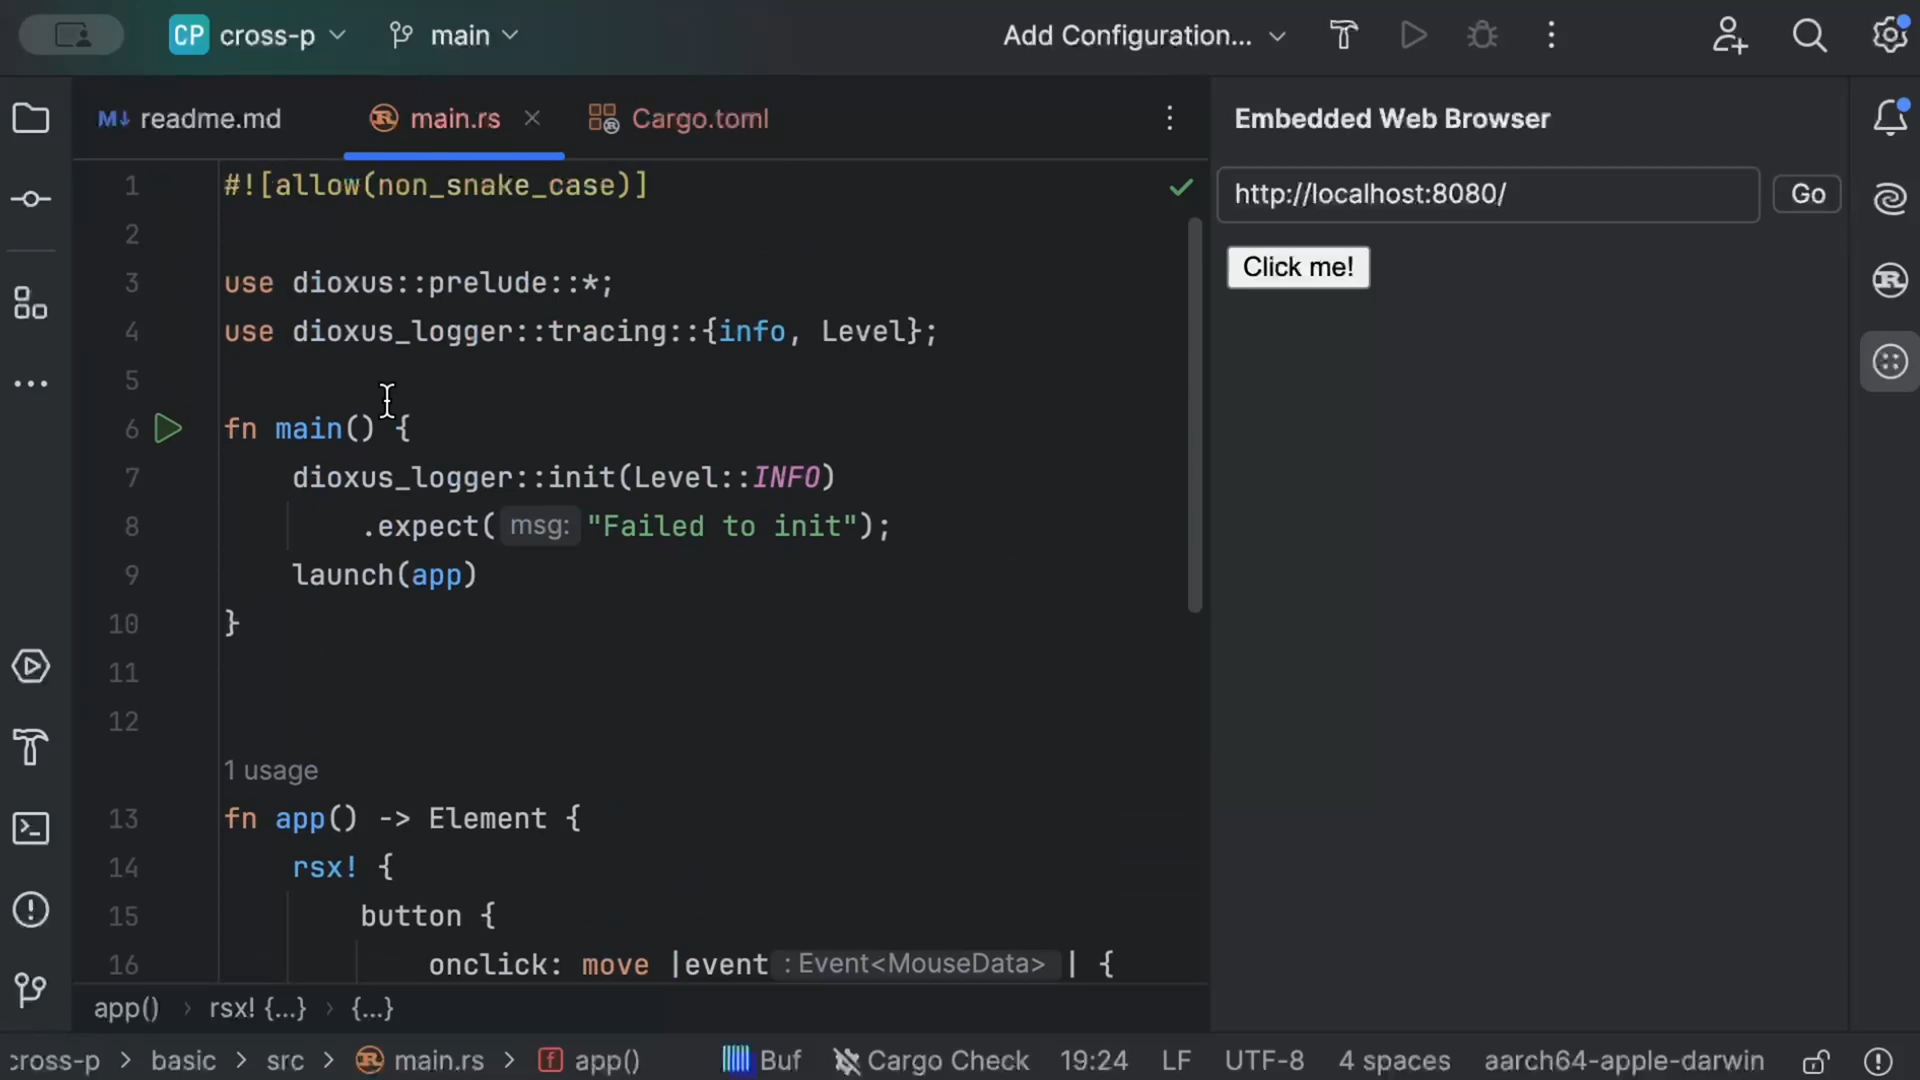 CP cross-p main Add Configuration...
M↓ readme.md main.rs Cargo.toml
Embedded Web Browser
http://localhost:8080/ Go
Click me!
1 #![allow(non_snake_case)]
2
3 use dioxus::prelude::*;
4 use dioxus_logger::tracing::{info, Level};
5
6 fn main() {
7 dioxus_logger::init(Level::INFO)
8 .expect( msg: "Failed to init");
9 launch(app)
10 }
11
12
1 usage
13 fn app() -> Element {
14 rsx! {
15 button {
16 onclick: move |event : Event<MouseData> | {
app() › rsx! {...} › {...}
cross-p > basic > src > main.rs > f app() Buf Cargo Check 19:24 LF UTF-8 4 spaces aarch64-apple-darwin